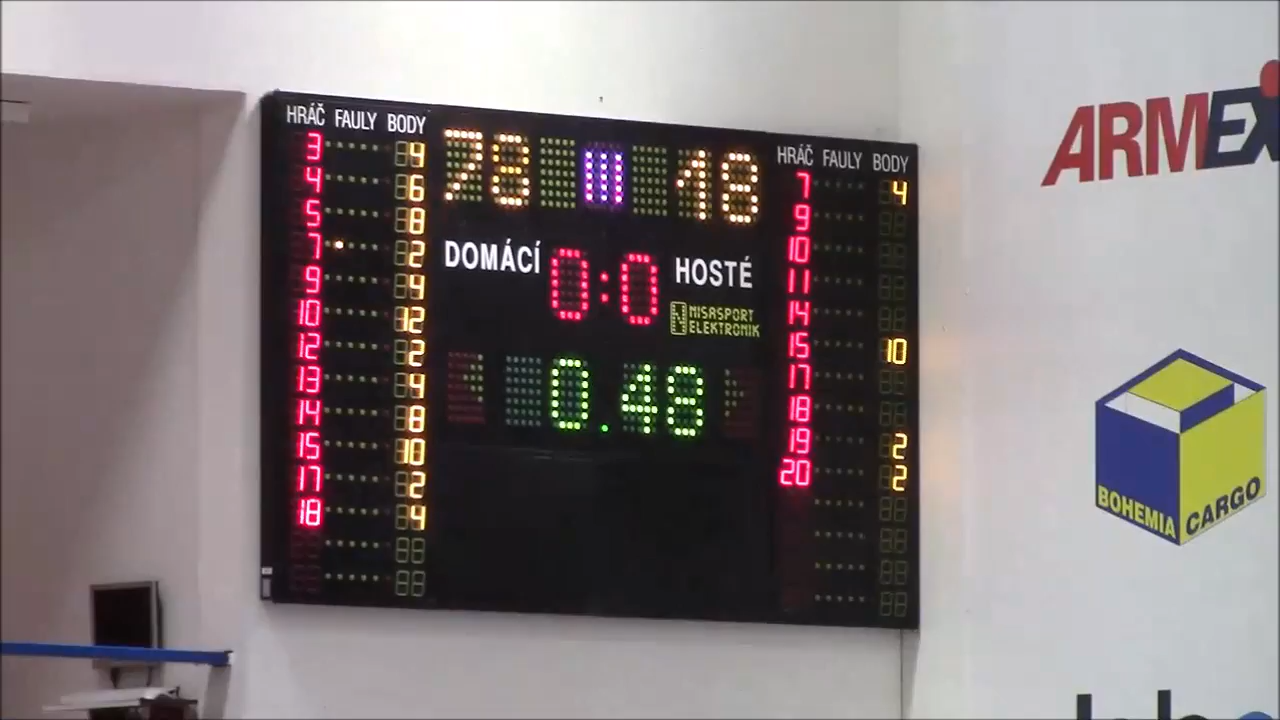 HRÁČ FAULY BODY
78 III 48
HRÁČ FAULY BODY
3 4
4 6
5 8
7 2
9 4
10 12
12 2
13 4
14 8
15 10
17 2
18 4
DOMÁCÍ 0:0 HOSTÉ
NISASPORT
ELEKTRONIK
0.48
7 4
9
10
11
14
15 10
17
18
19 2
20 2
ARMEX
BOHEMIA CARGO